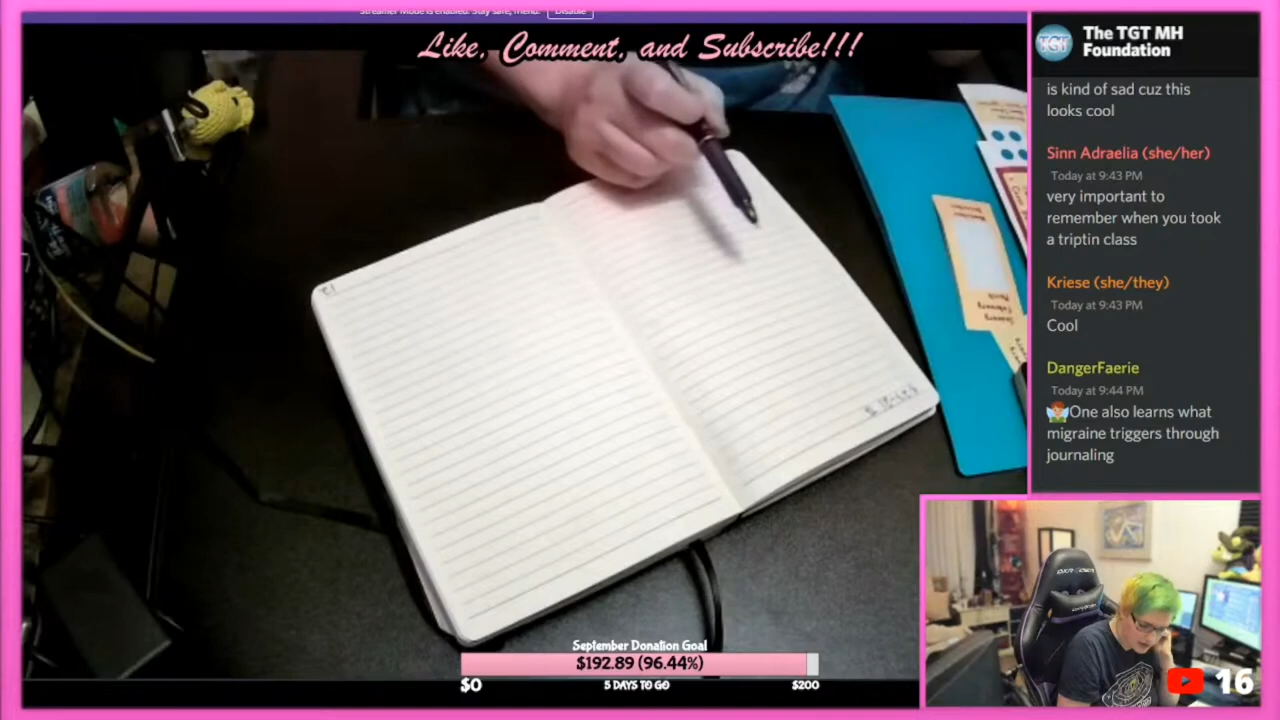 Streamer Mode is enabled. Stay safe, friend.
Disable
Like, Comment, and Subscribe!!!
The TGT MH
Foundation
TGT
is kind of sad cuz this
looks cool
Sinn Adraelia (she/her)
Today at 9:43 PM
very important to
remember when you took
a triptin class
Kriese (she/they)
Today at 9:43 PM
Cool
DangerFaerie
Today at 9:44 PM
One also learns what
migraine triggers through
journaling
September Donation Goal
$192.89 (96.44%)
$0
5 DAYS TO GO
$200
16